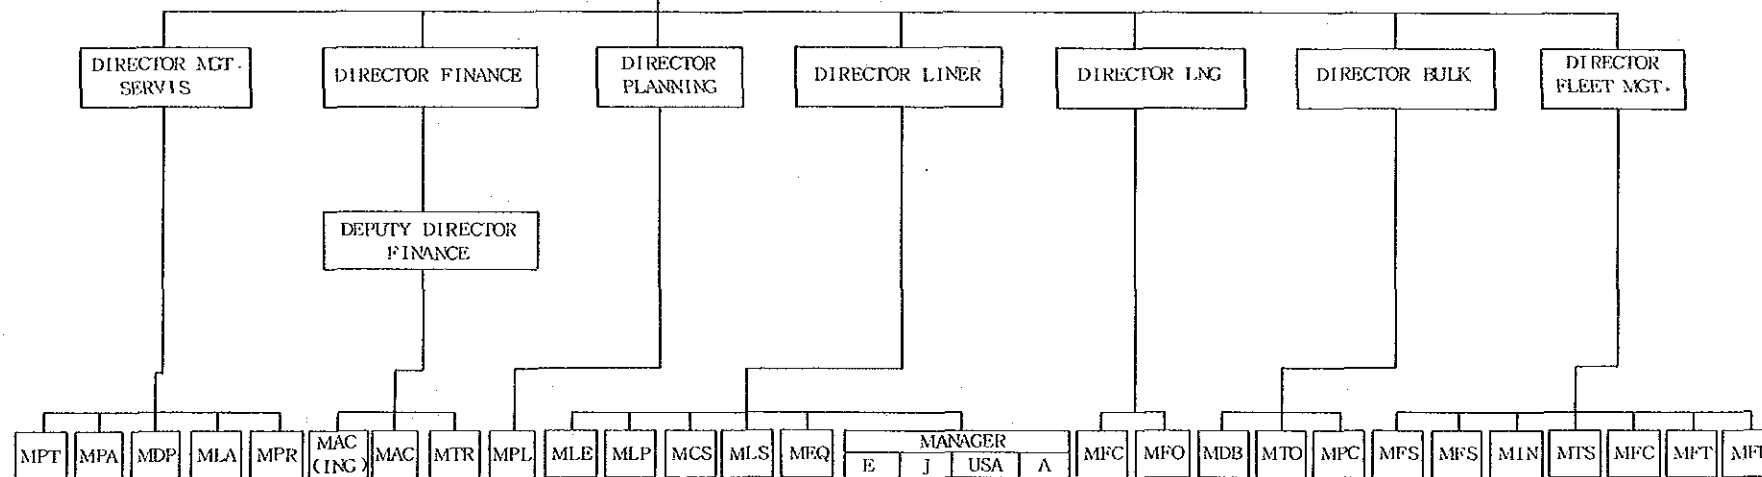 DIRECTOR MGT.
SERVIS
DIRECTOR FINANCE
DIRECTOR
PLANNING
DIRECTOR LINER
DIRECTOR LNG
DIRECTOR BULK
DIRECTOR
FLEET MGT.
DEPUTY DIRECTOR
FINANCE
MPT
MPA
MDP
MLA
MPR
MAC
(ING)
MAC
MTR
MPL
MLE
MLP
MCS
MLS
MEQ
MANAGER
E J USA A
MFC
MFO
MDB
MTO
MPC
MFS
MFS
MIN
MTS
MFC
MFT